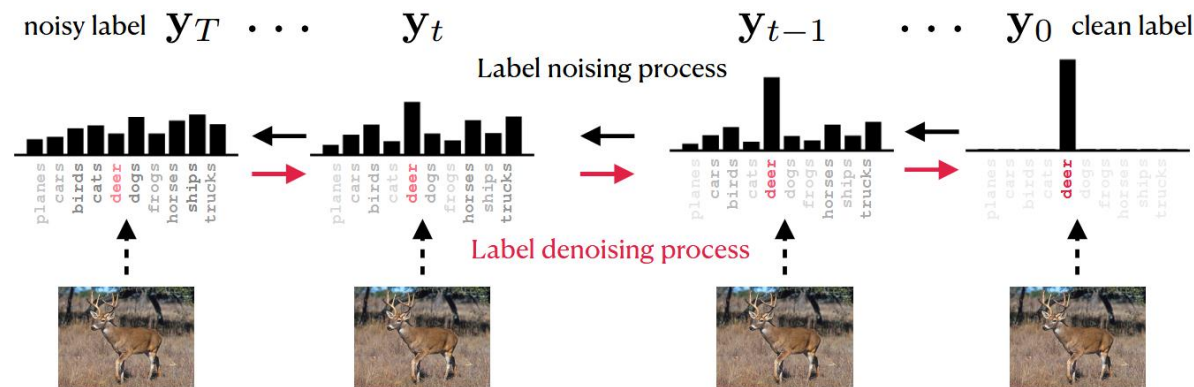 noisy label y_T · · · y_t y_{t−1} · · · y_0 clean label
Label noising process
planes cars birds cats deer dogs frogs horses ships trucks
planes cars birds cats deer dogs frogs horses ships trucks
planes cars birds cats deer dogs frogs horses ships trucks
planes cars birds cats deer dogs frogs horses ships trucks
Label denoising process